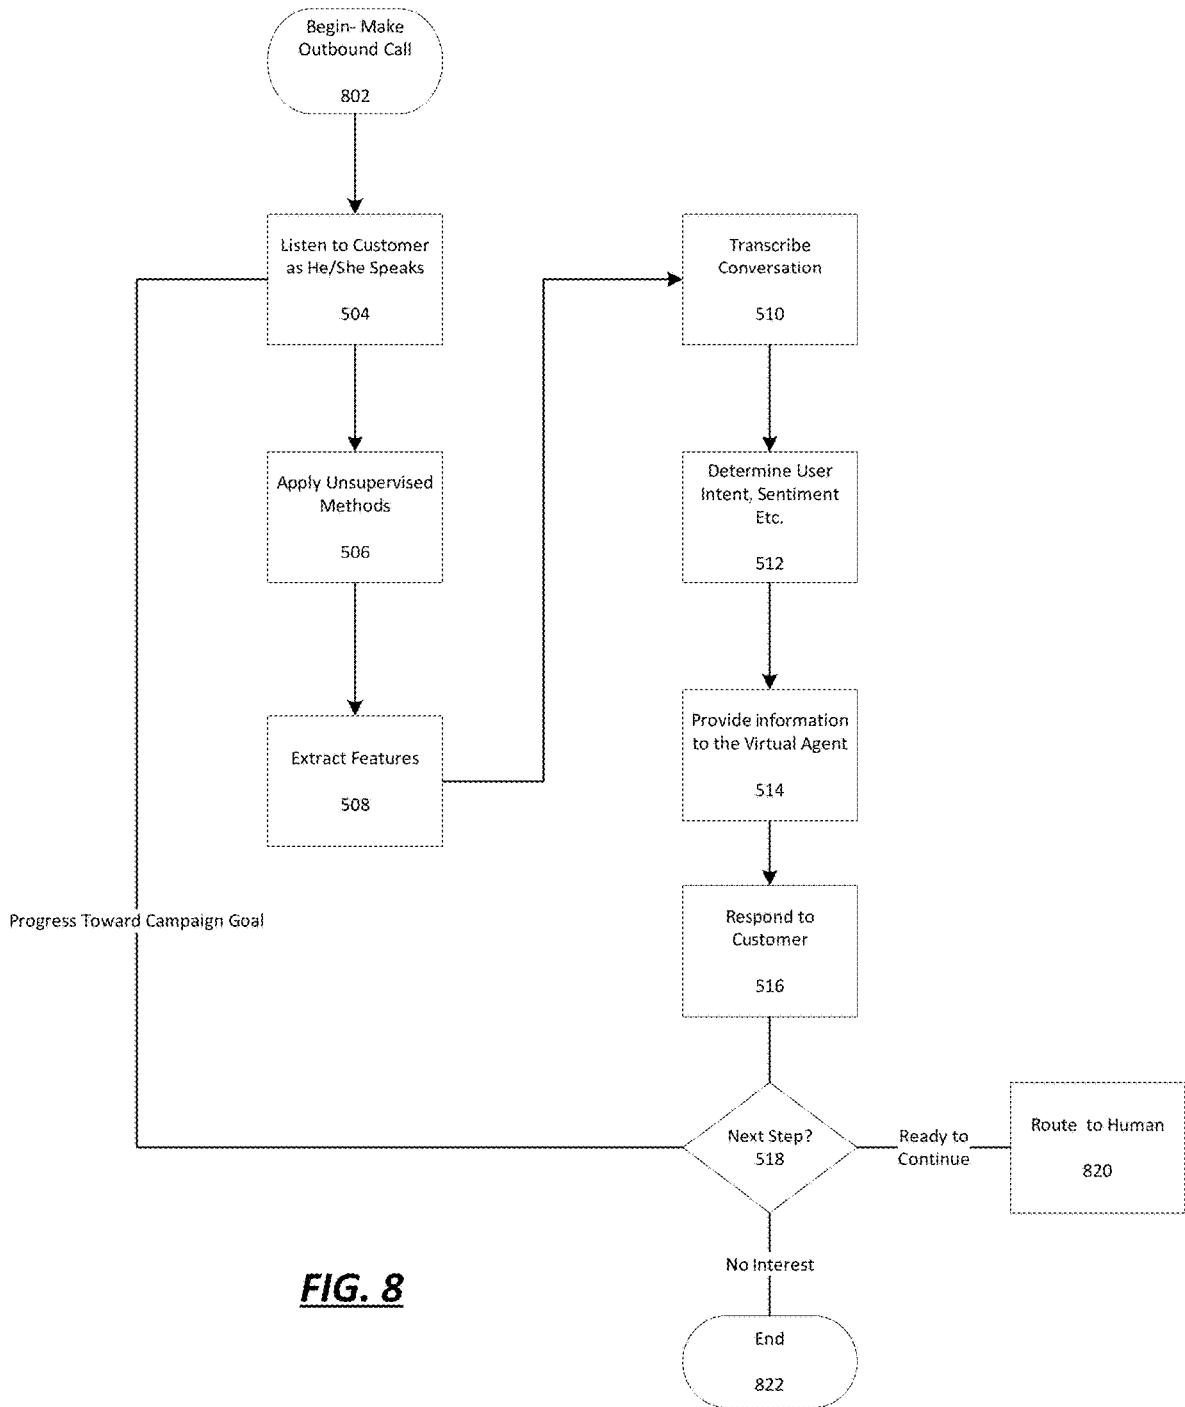 Begin- Make
Outbound Call
802
Listen to Customer
as He/She Speaks
504
Apply Unsupervised
Methods
506
Extract Features
508
Transcribe
Conversation
510
Determine User
Intent, Sentiment
Etc.
512
Provide information
to the Virtual Agent
514
Respond to
Customer
516
Progress Toward Campaign Goal
Next Step?
518
Ready to
Continue
Route to Human
820
No Interest
End
822
FIG. 8